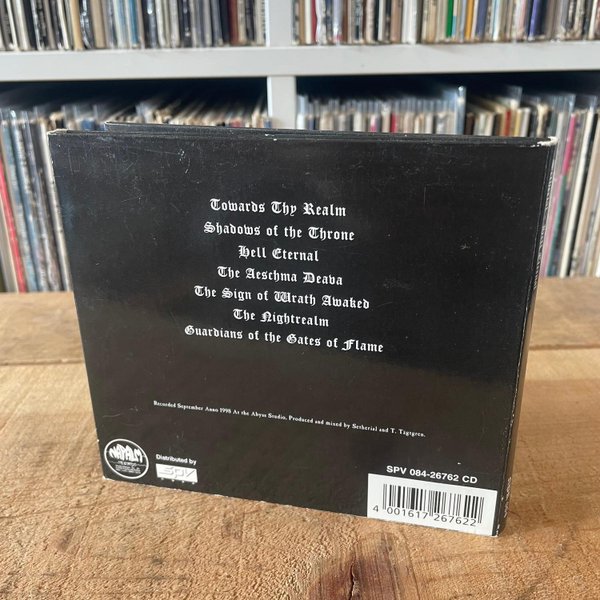 Towards Thy Realm
Shadows of the Throne
Hell Eternal
The Aeschma Deava
The Sign of Wrath Awaked
The Nightrealm
Guardians of the Gates of Flame
Recorded September Anno 1998 At the Abyss Studio. Produced and mixed by Setherial and T. Tägtgren.
NAPALM
Distributed by
SPV
SPV 084-26762 CD
4 001617 267622